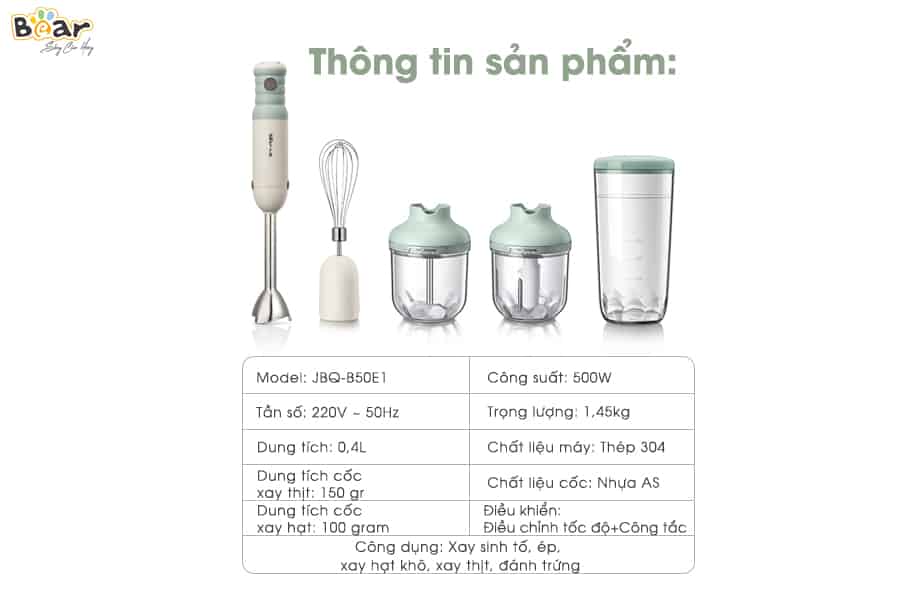 Bear
Sống Cân Hứng
Thông tin sản phẩm:
Model: JBQ-B50E1
Công suất: 500W
Tần số: 220V ~ 50Hz
Trọng lượng: 1,45kg
Dung tích: 0,4L
Chất liệu máy: Thép 304
Dung tích cốc
xay thịt: 150 gr
Chất liệu cốc: Nhựa AS
Dung tích cốc
xay hạt: 100 gram
Điều khiển:
Điều chỉnh tốc độ+Công tắc
Công dụng: Xay sinh tố, ép,
xay hạt khô, xay thịt, đánh trứng